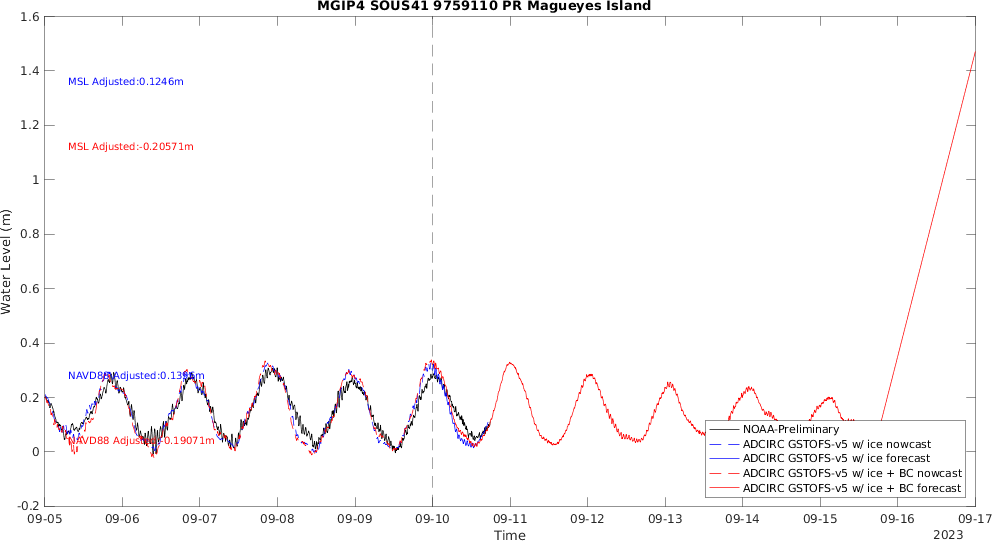 MGIP4 SOUS41 9759110 PR Magueyes Island
1.6
1.4
1.2
1
0.8
0.6
0.4
0.2
0
-0.2
Water Level (m)
MSL Adjusted:0.1246m
MSL Adjusted:-0.20571m
NAVD88 Adjusted:
NAVD88 Adjusted:-0.19071m
NOAA-Preliminary
ADCIRC GSTOFS-v5 w/ ice nowcast
ADCIRC GSTOFS-v5 w/ ice forecast
ADCIRC GSTOFS-v5 w/ ice + BC nowcast
ADCIRC GSTOFS-v5 w/ ice + BC forecast
09-05 09-06 09-07 09-08 09-09 09-10 09-11 09-12 09-13 09-14 09-15 09-16 09-17
Time
2023